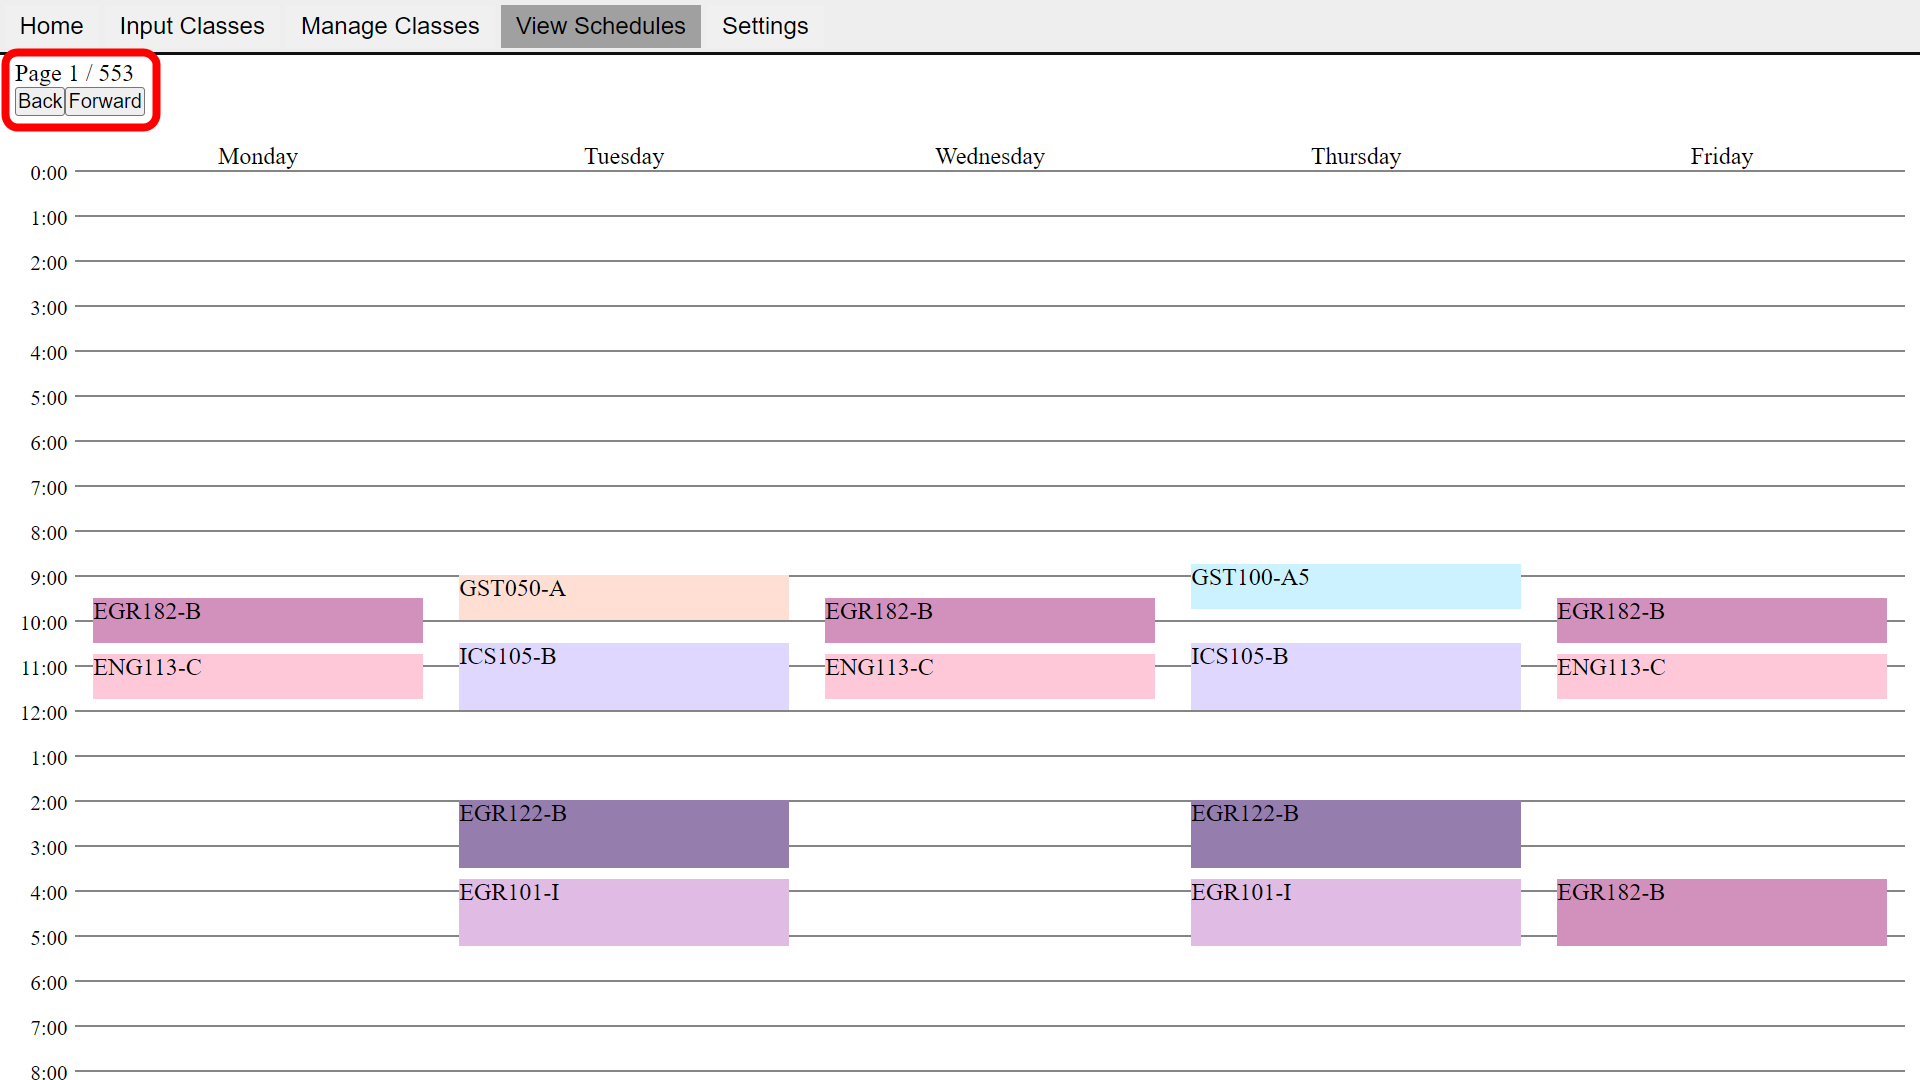 Home Input Classes Manage Classes View Schedules Settings
Page 1 / 553
Back Forward
Monday Tuesday Wednesday Thursday Friday
0:00
1:00
2:00
3:00
4:00
5:00
6:00
7:00
8:00
GST100-A5
9:00 GST050-A
EGR182-B EGR182-B EGR182-B
10:00
ICS105-B ICS105-B
11:00 ENG113-C ENG113-C ENG113-C
12:00
1:00
2:00 EGR122-B EGR122-B
3:00
4:00 EGR101-I EGR101-I EGR182-B
5:00
6:00
7:00
8:00